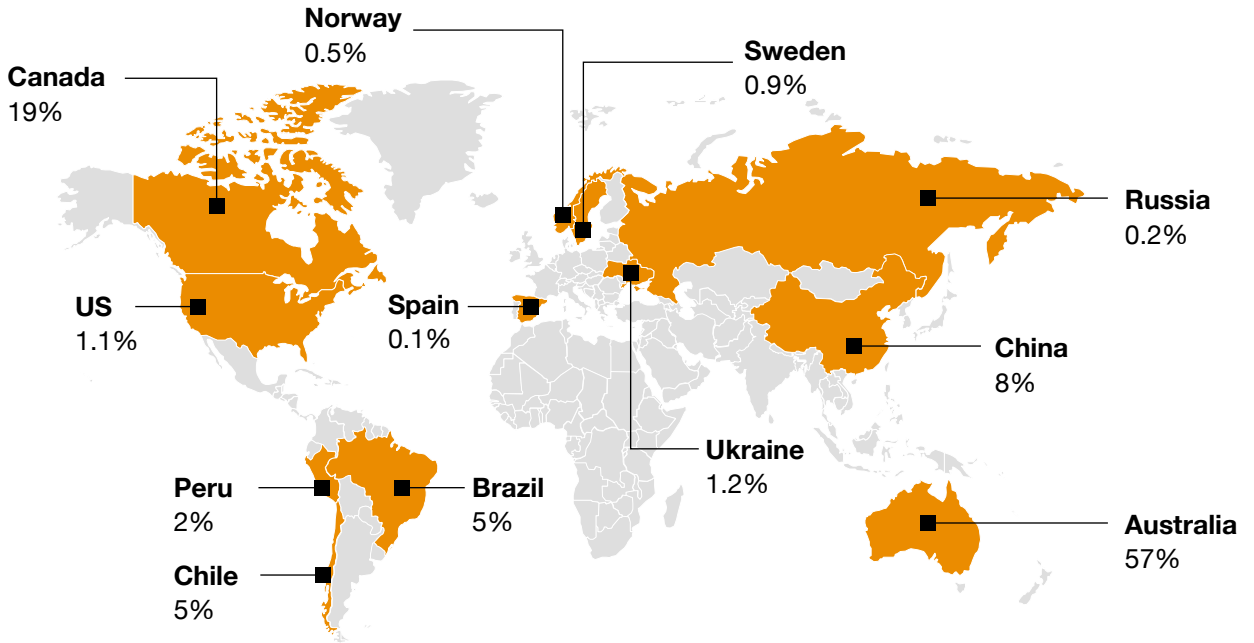 Norway
0.5%
Sweden
0.9%
Canada
19%
Russia
0.2%
US
1.1%
Spain
0.1%
China
8%
Ukraine
1.2%
Peru
2%
Brazil
5%
Australia
57%
Chile
5%